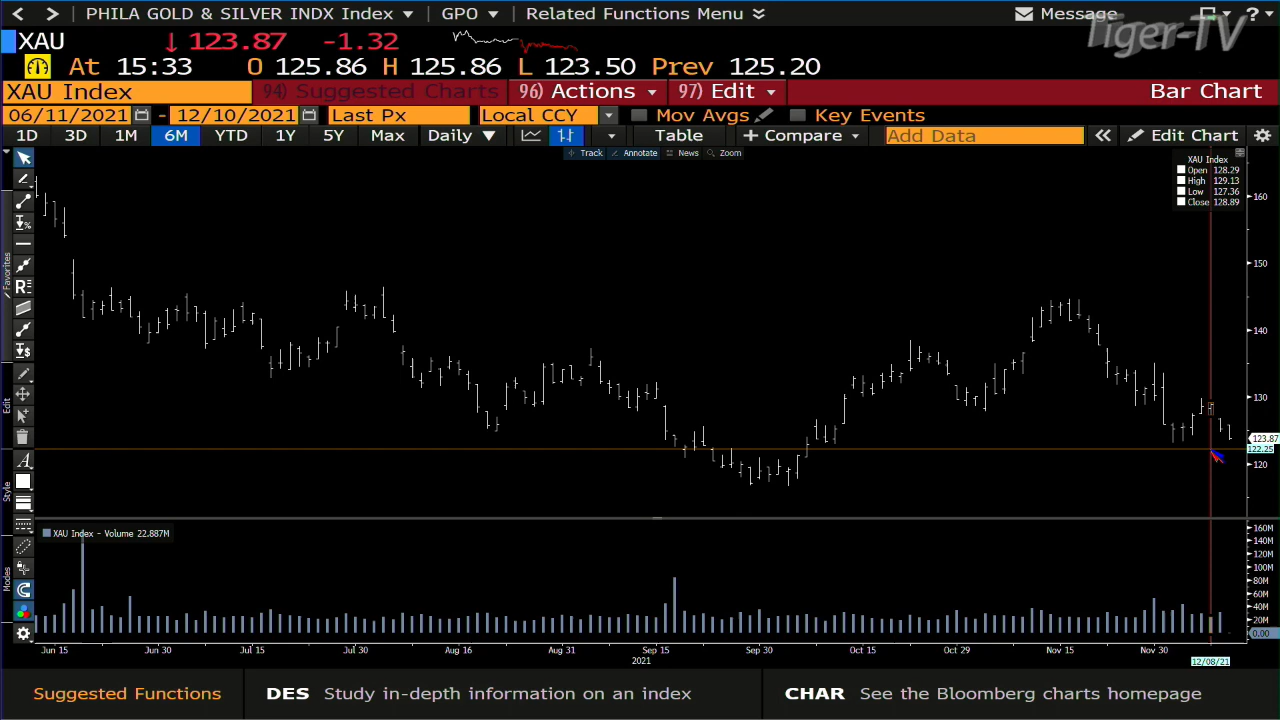 PHILA GOLD & SILVER INDX Index GPO Related Functions Menu Message ?
Tiger-TV
XAU 123.87 -1.32
At 15:33 O 125.86 H 125.86 L 123.50 Prev 125.20
XAU Index 94) Suggested Charts 96) Actions 97) Edit Bar Chart
06/11/2021 - 12/10/2021 Last Px Local CCY Mov Avgs Key Events
1D 3D 1M 6M YTD 1Y 5Y Max Daily Table + Compare Add Data Edit Chart
Track Annotate News Zoom
XAU Index
Open 128.29
High 129.13
Low 127.36
Close 128.89
Favorites
Edit
Style
Modes
160
150
140
130
123.87
122.25
120
XAU Index - Volume 22.887M
160M
140M
120M
100M
80M
60M
40M
20M
0.00
Jun 15 Jun 30 Jul 15 Jul 30 Aug 16 Aug 31 Sep 15 Sep 30 Oct 15 Oct 29 Nov 15 Nov 30
2021 12/08/21
Suggested Functions DES Study in-depth information on an index CHAR See the Bloomberg charts homepage